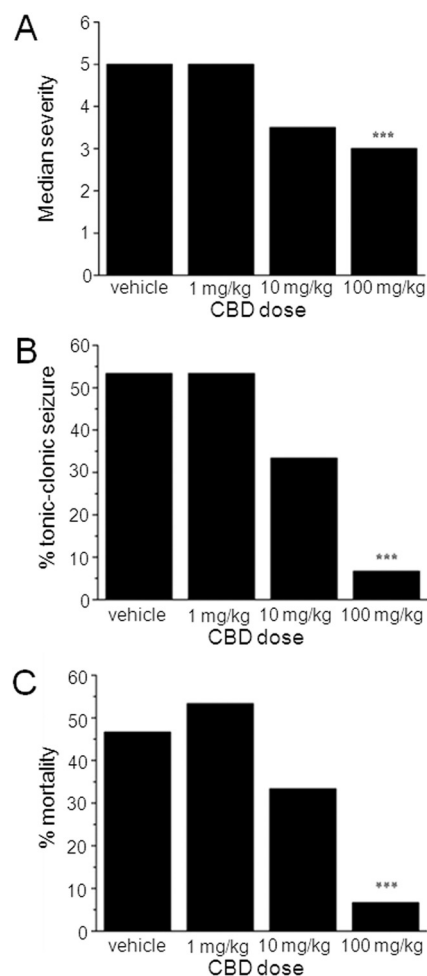 A
Median severity
6
5
4
3
2
1
0
***
vehicle 1 mg/kg 10 mg/kg 100 mg/kg
CBD dose
B
% tonic-clonic seizure
60
50
40
30
20
10
0
***
vehicle 1 mg/kg 10 mg/kg 100 mg/kg
CBD dose
C
% mortality
60
50
40
30
20
10
0
***
vehicle 1 mg/kg 10 mg/kg 100 mg/kg
CBD dose